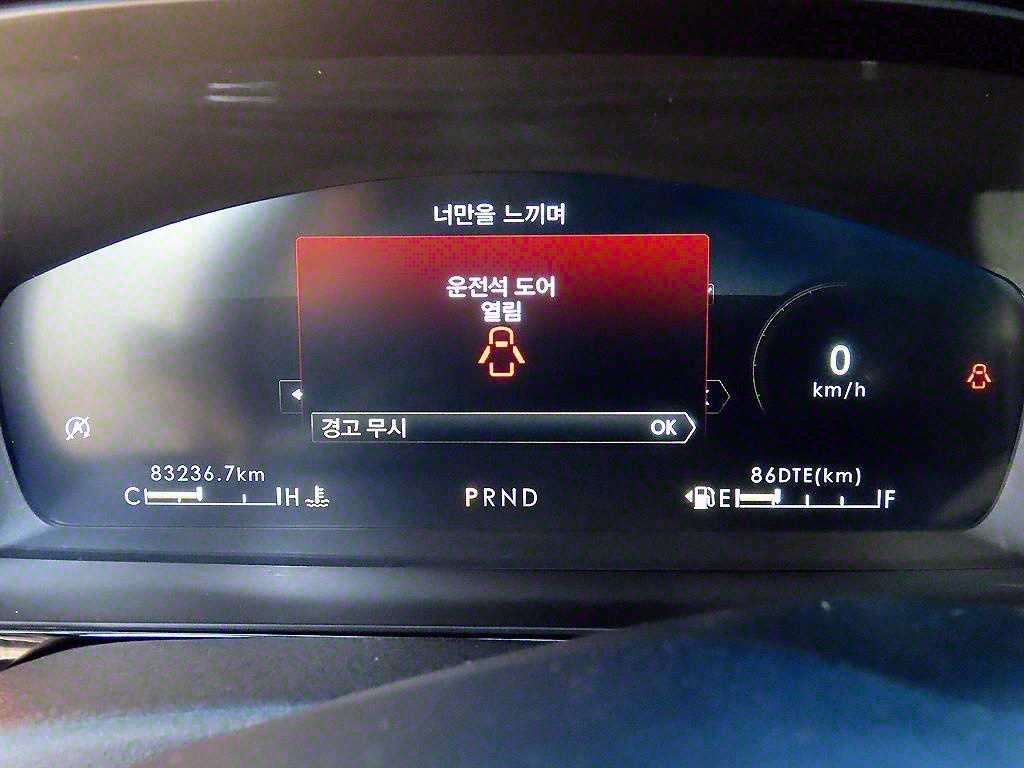 너만을 느끼며
운전석 도어
열림
0
km/h
경고 무시 OK
83236.7km
C H
PRND
86DTE(km)
E F